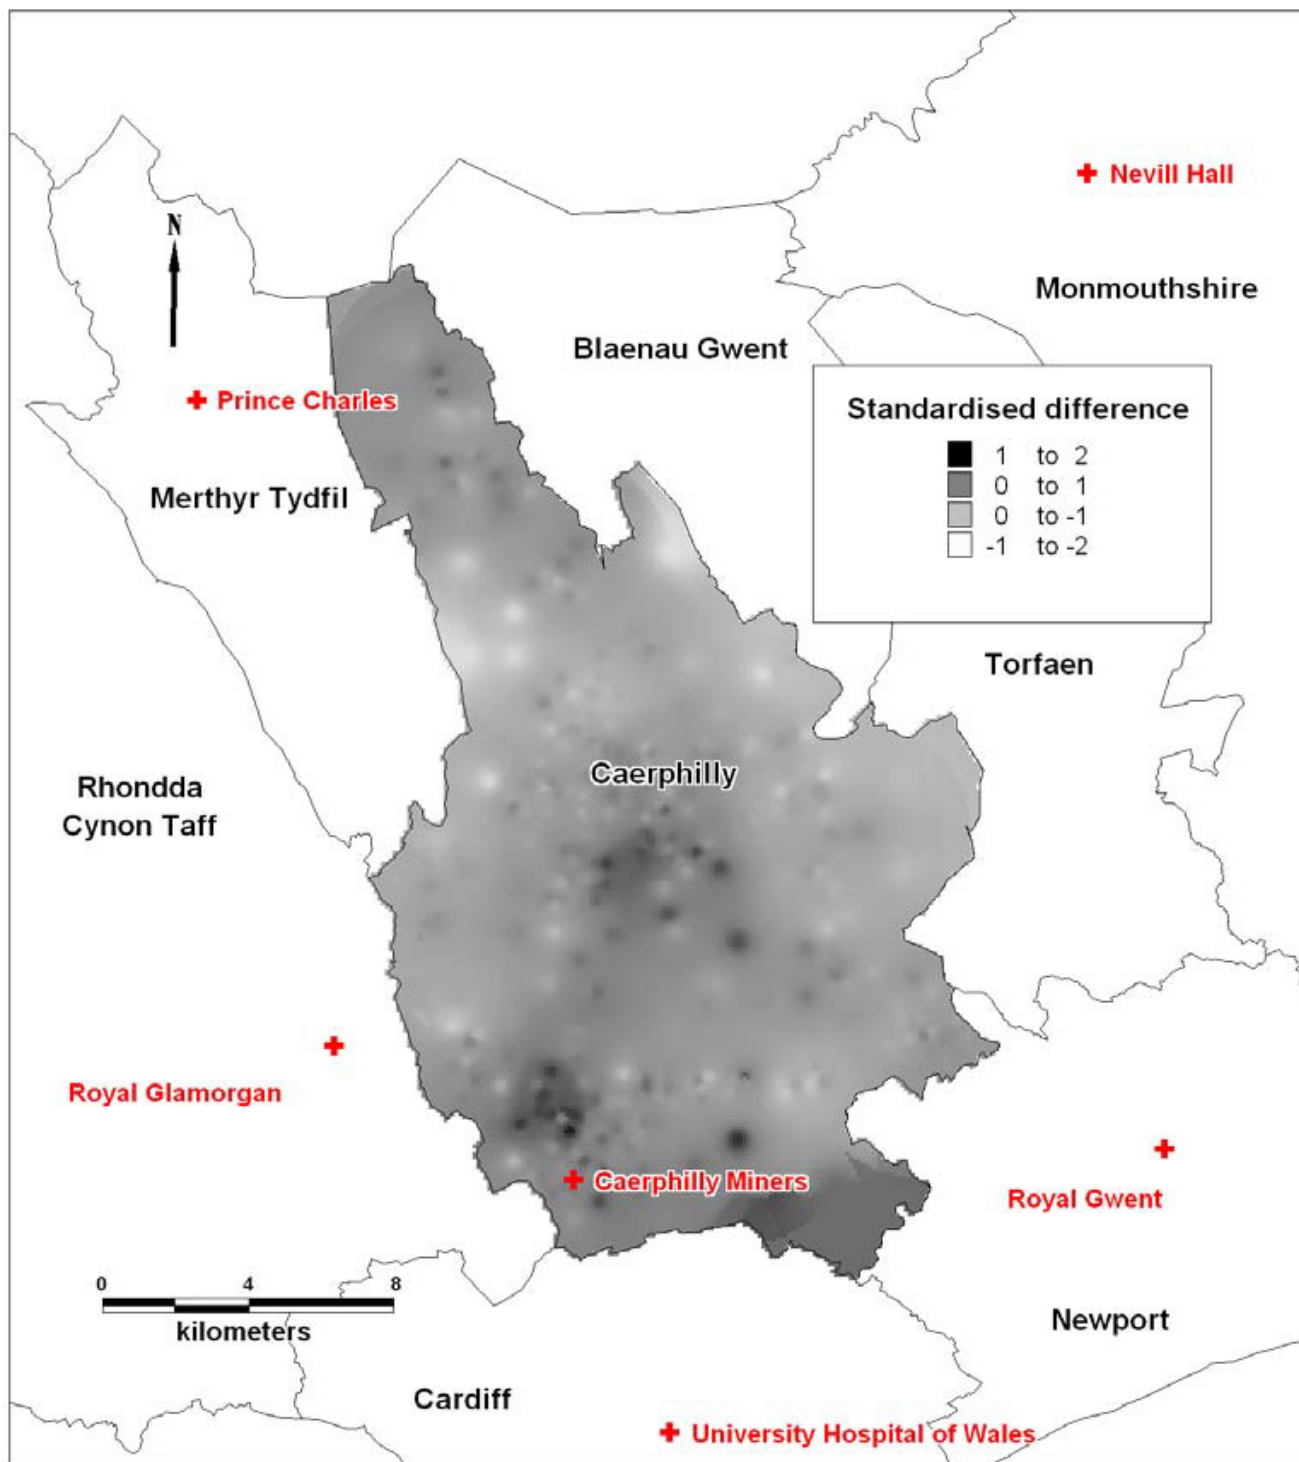 Nevill Hall
N
Monmouthshire
Blaenau Gwent
Prince Charles
Standardised difference
1 to 2
0 to 1
0 to -1
-1 to -2
Merthyr Tydfil
Torfaen
Caerphilly
Rhondda
Cynon Taff
Royal Glamorgan
Caerphilly Miners
Royal Gwent
0 4 8
kilometers
Newport
Cardiff
University Hospital of Wales